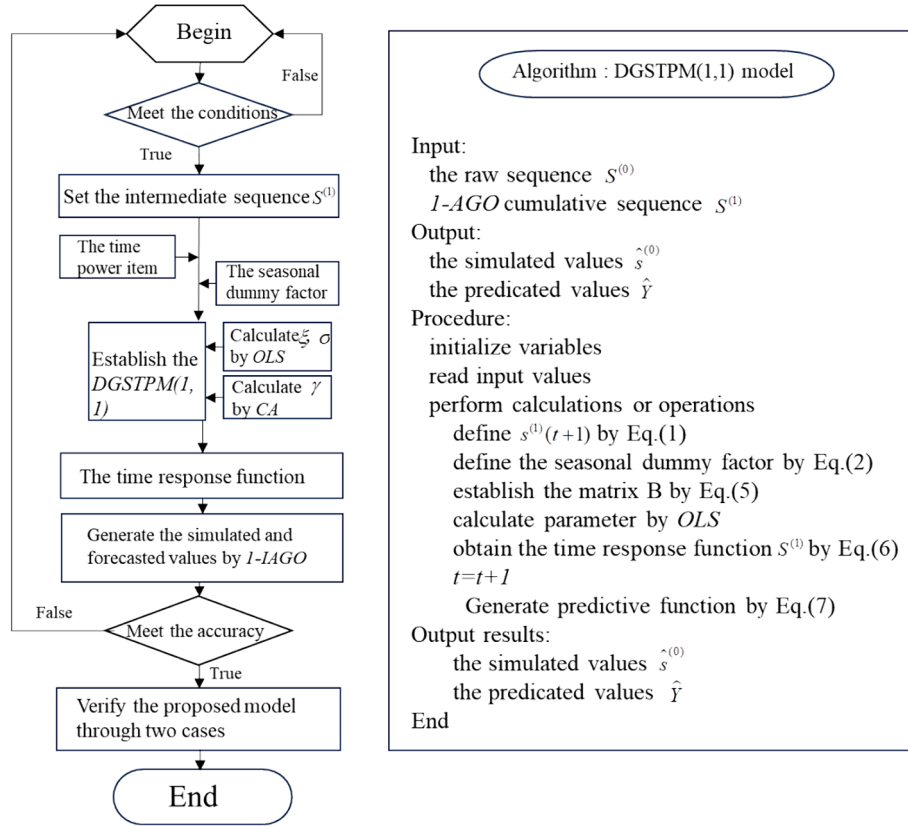 Begin
False
Meet the conditions
True
Set the intermediate sequence S⁽¹⁾
The time
power item
The seasonal
dummy factor
Establish the
DGSTPM(1,
1)
Calculate ξ, σ
by OLS
Calculate γ
by CA
The time response function
Generate the simulated and
forecasted values by 1-IAGO
False
Meet the accuracy
True
Verify the proposed model
through two cases
End
Algorithm : DGSTPM(1,1) model
Input:
the raw sequence S⁽⁰⁾
1-AGO cumulative sequence S⁽¹⁾
Output:
the simulated values ŝ⁽⁰⁾
the predicated values Ŷ
Procedure:
initialize variables
read input values
perform calculations or operations
define s⁽¹⁾(t+1) by Eq.(1)
define the seasonal dummy factor by Eq.(2)
establish the matrix B by Eq.(5)
calculate parameter by OLS
obtain the time response function S⁽¹⁾ by Eq.(6)
t=t+1
Generate predictive function by Eq.(7)
Output results:
the simulated values ŝ⁽⁰⁾
the predicated values Ŷ
End